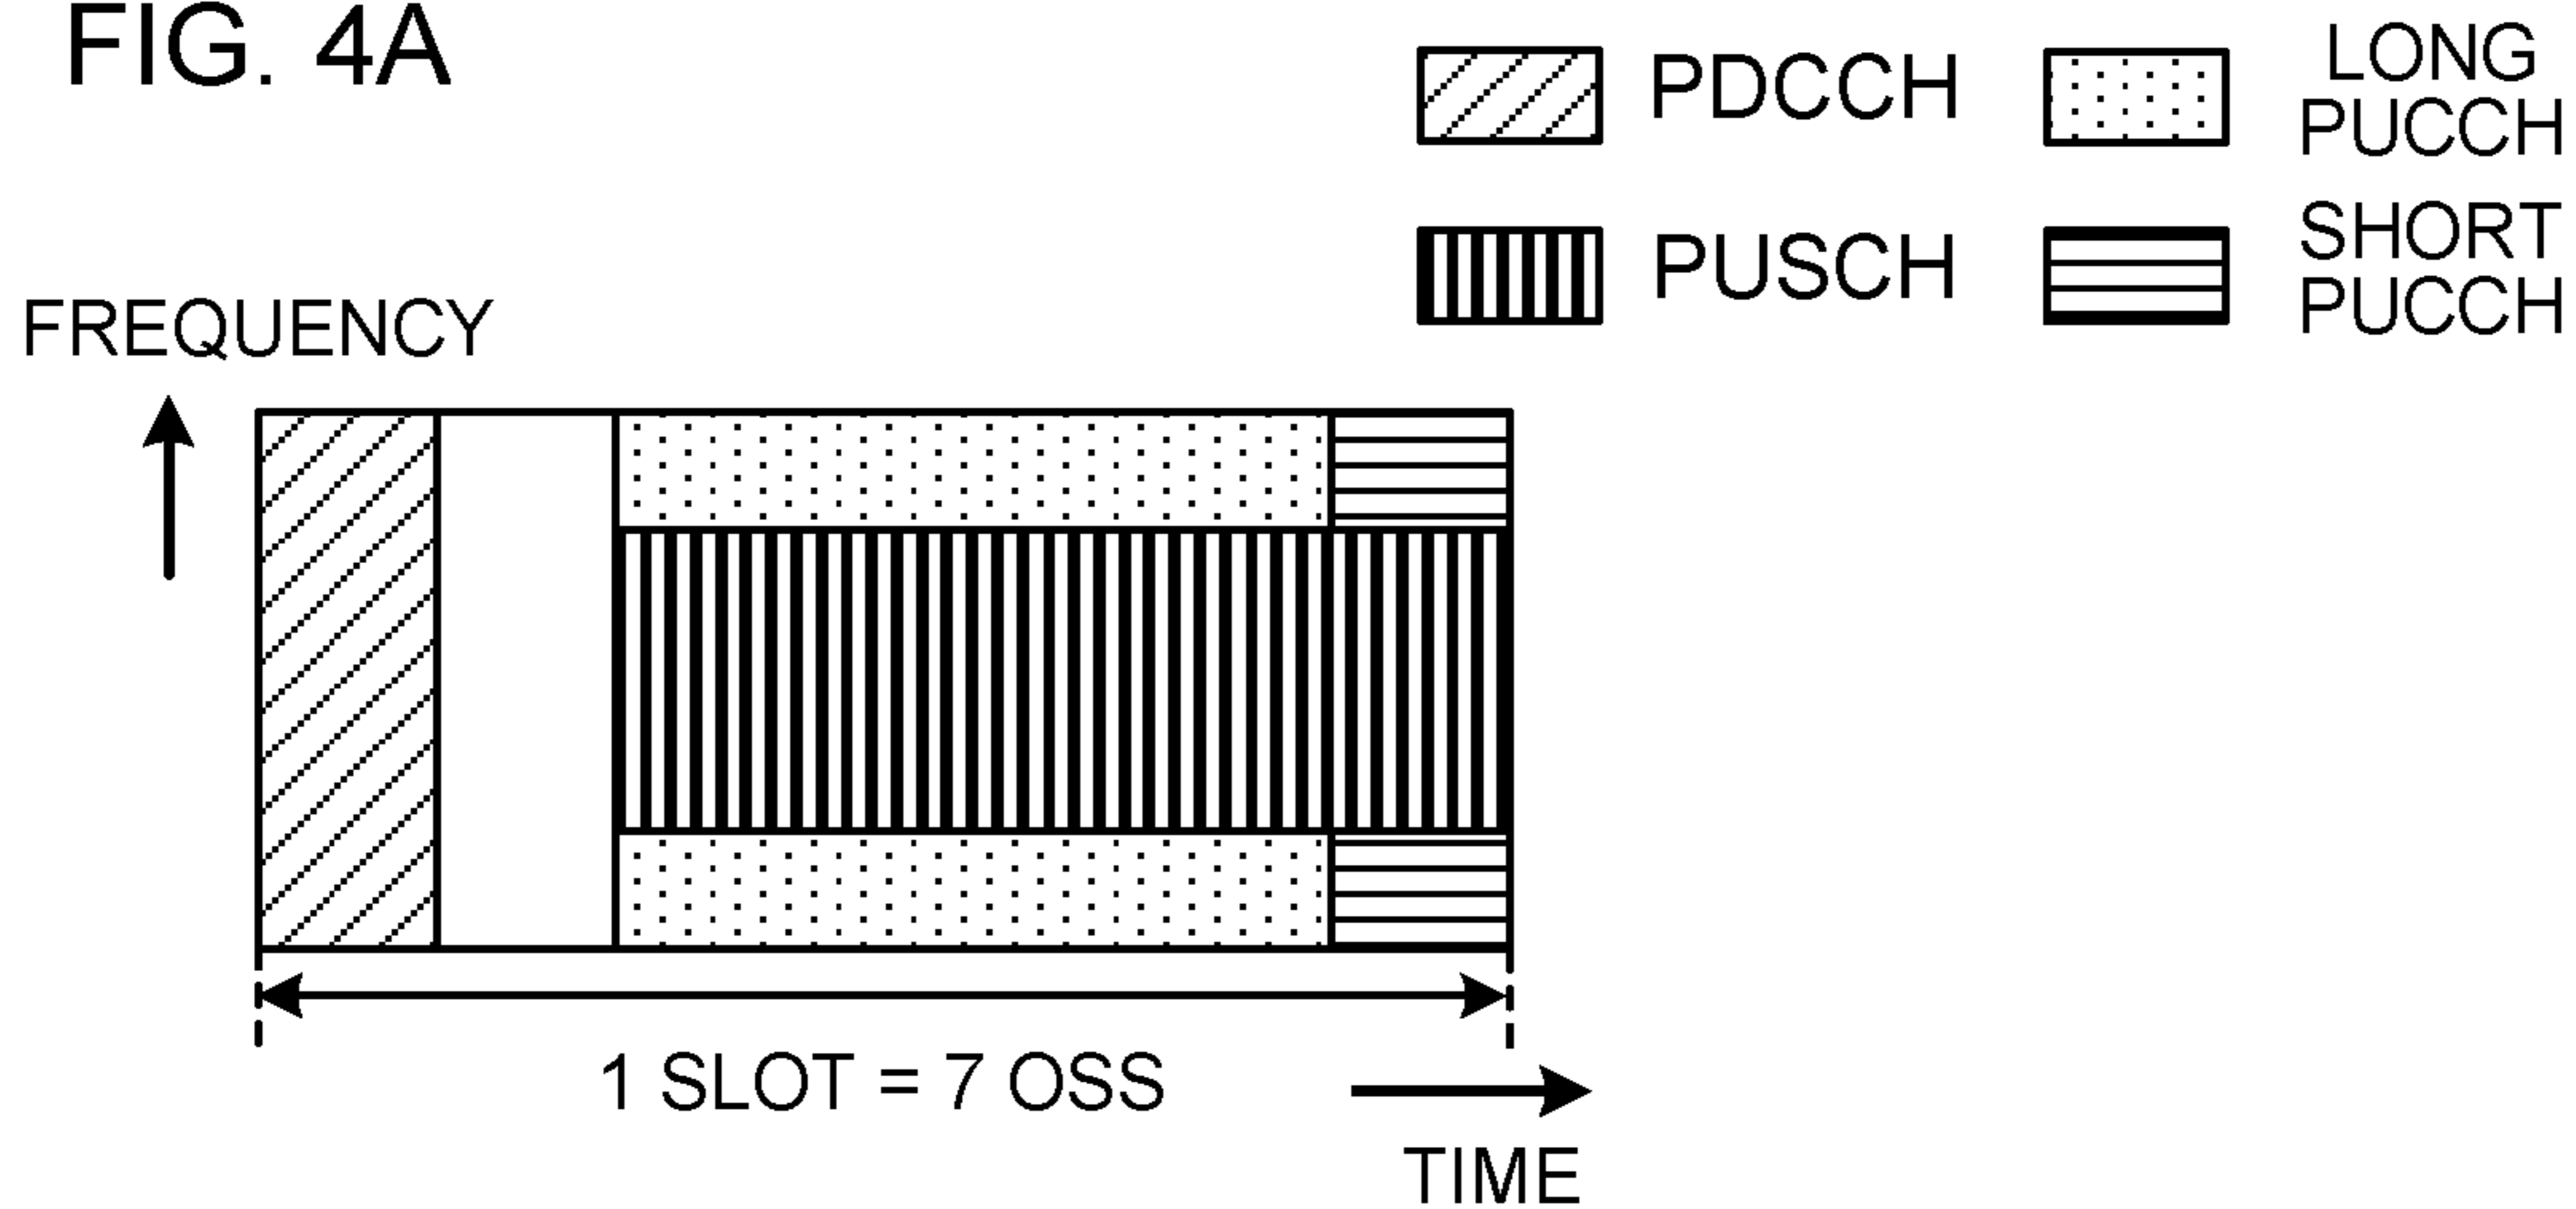 FIG. 4A
PDCCH
LONG
PUCCH
PUSCH
SHORT
PUCCH
FREQUENCY
1 SLOT = 7 OSS
TIME